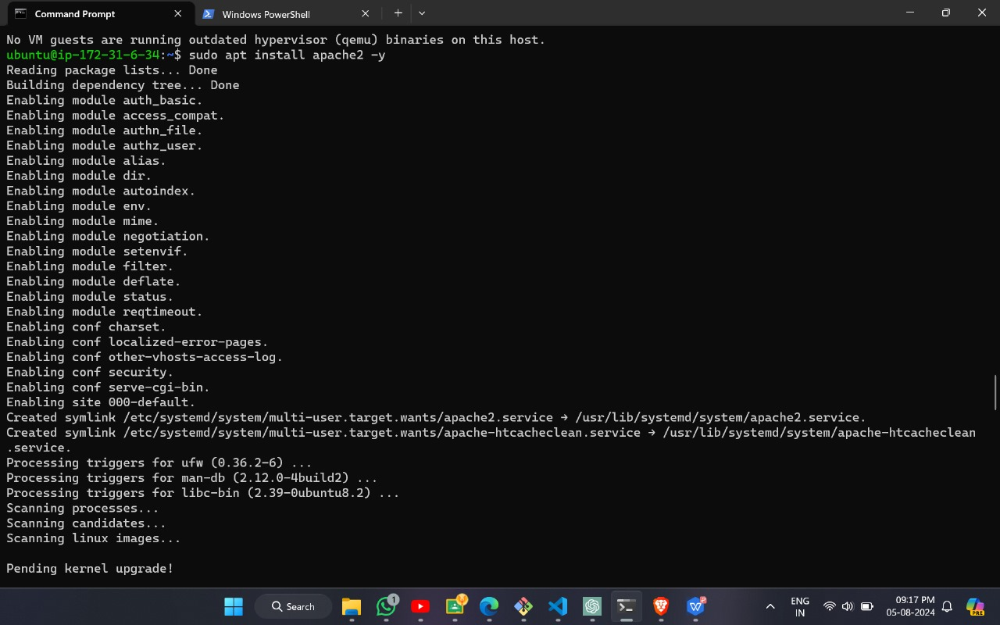 Command Prompt
Windows PowerShell
No VM guests are running outdated hypervisor (qemu) binaries on this host.
ubuntu@ip-172-31-6-34:~$ sudo apt install apache2 -y
Reading package lists... Done
Building dependency tree... Done
Enabling module auth_basic.
Enabling module access_compat.
Enabling module authn_file.
Enabling module authz_user.
Enabling module alias.
Enabling module dir.
Enabling module autoindex.
Enabling module env.
Enabling module mime.
Enabling module negotiation.
Enabling module setenvif.
Enabling module filter.
Enabling module deflate.
Enabling module status.
Enabling module reqtimeout.
Enabling conf charset.
Enabling conf localized-error-pages.
Enabling conf other-vhosts-access-log.
Enabling conf security.
Enabling conf serve-cgi-bin.
Enabling site 000-default.
Created symlink /etc/systemd/system/multi-user.target.wants/apache2.service → /usr/lib/systemd/system/apache2.service.
Created symlink /etc/systemd/system/multi-user.target.wants/apache-htcacheclean.service → /usr/lib/systemd/system/apache-htcacheclean
.service.
Processing triggers for ufw (0.36.2-6) ...
Processing triggers for man-db (2.12.0-4build2) ...
Processing triggers for libc-bin (2.39-0ubuntu8.2) ...
Scanning processes...
Scanning candidates...
Scanning linux images...
Pending kernel upgrade!
Search
1
ENG
IN
09:17 PM
05-08-2024
PRE